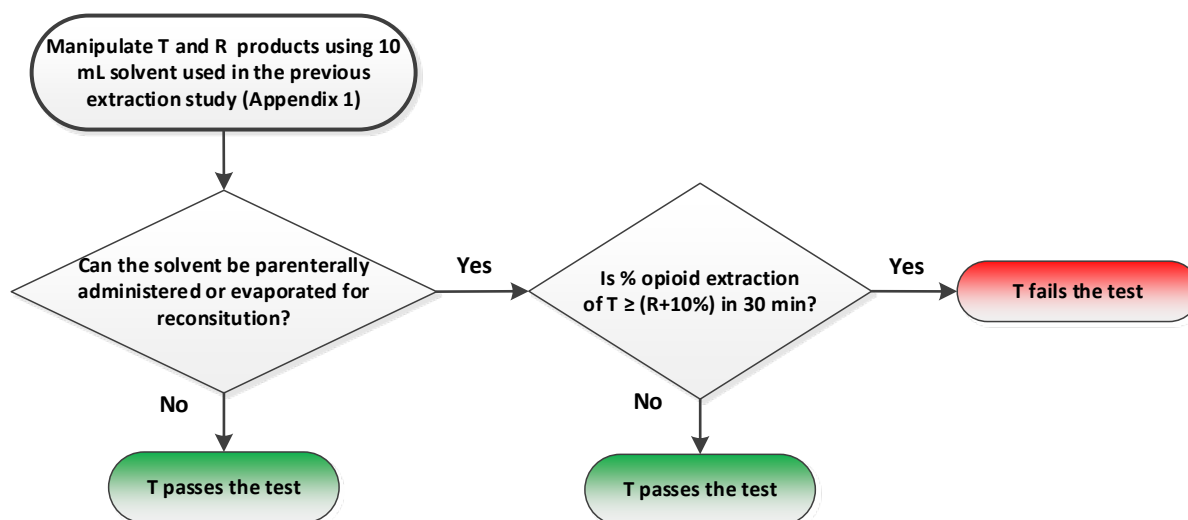 Manipulate T and R products using 10
mL solvent used in the previous
extraction study (Appendix 1)
Can the solvent be parenterally
administered or evaporated for
reconsitution?
Yes
Is % opioid extraction
of T ≥ (R+10%) in 30 min?
Yes
T fails the test
No
T passes the test
No
T passes the test